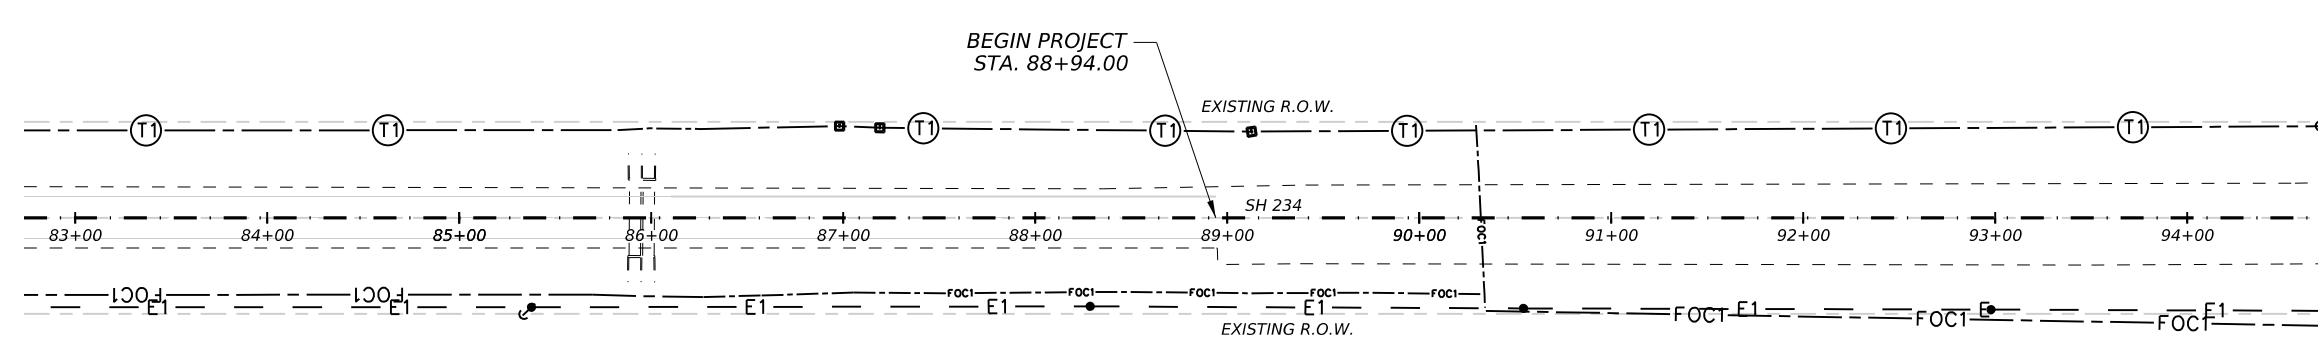 BEGIN PROJECT
STA. 88+94.00
EXISTING R.O.W.
T1 T1 T1 T1 T1 T1 T1 T1 T1
SH 234
FOC1
83+00 84+00 85+00 86+00 87+00 88+00 89+00 90+00 91+00 92+00 93+00 94+00
FOC1 FOC1 FOC1 FOC1 FOC1 FOC1 FOC1
E1 E1 E1 E1 E1 E1 E E1
FOC1 FOC1 FOC1
EXISTING R.O.W.